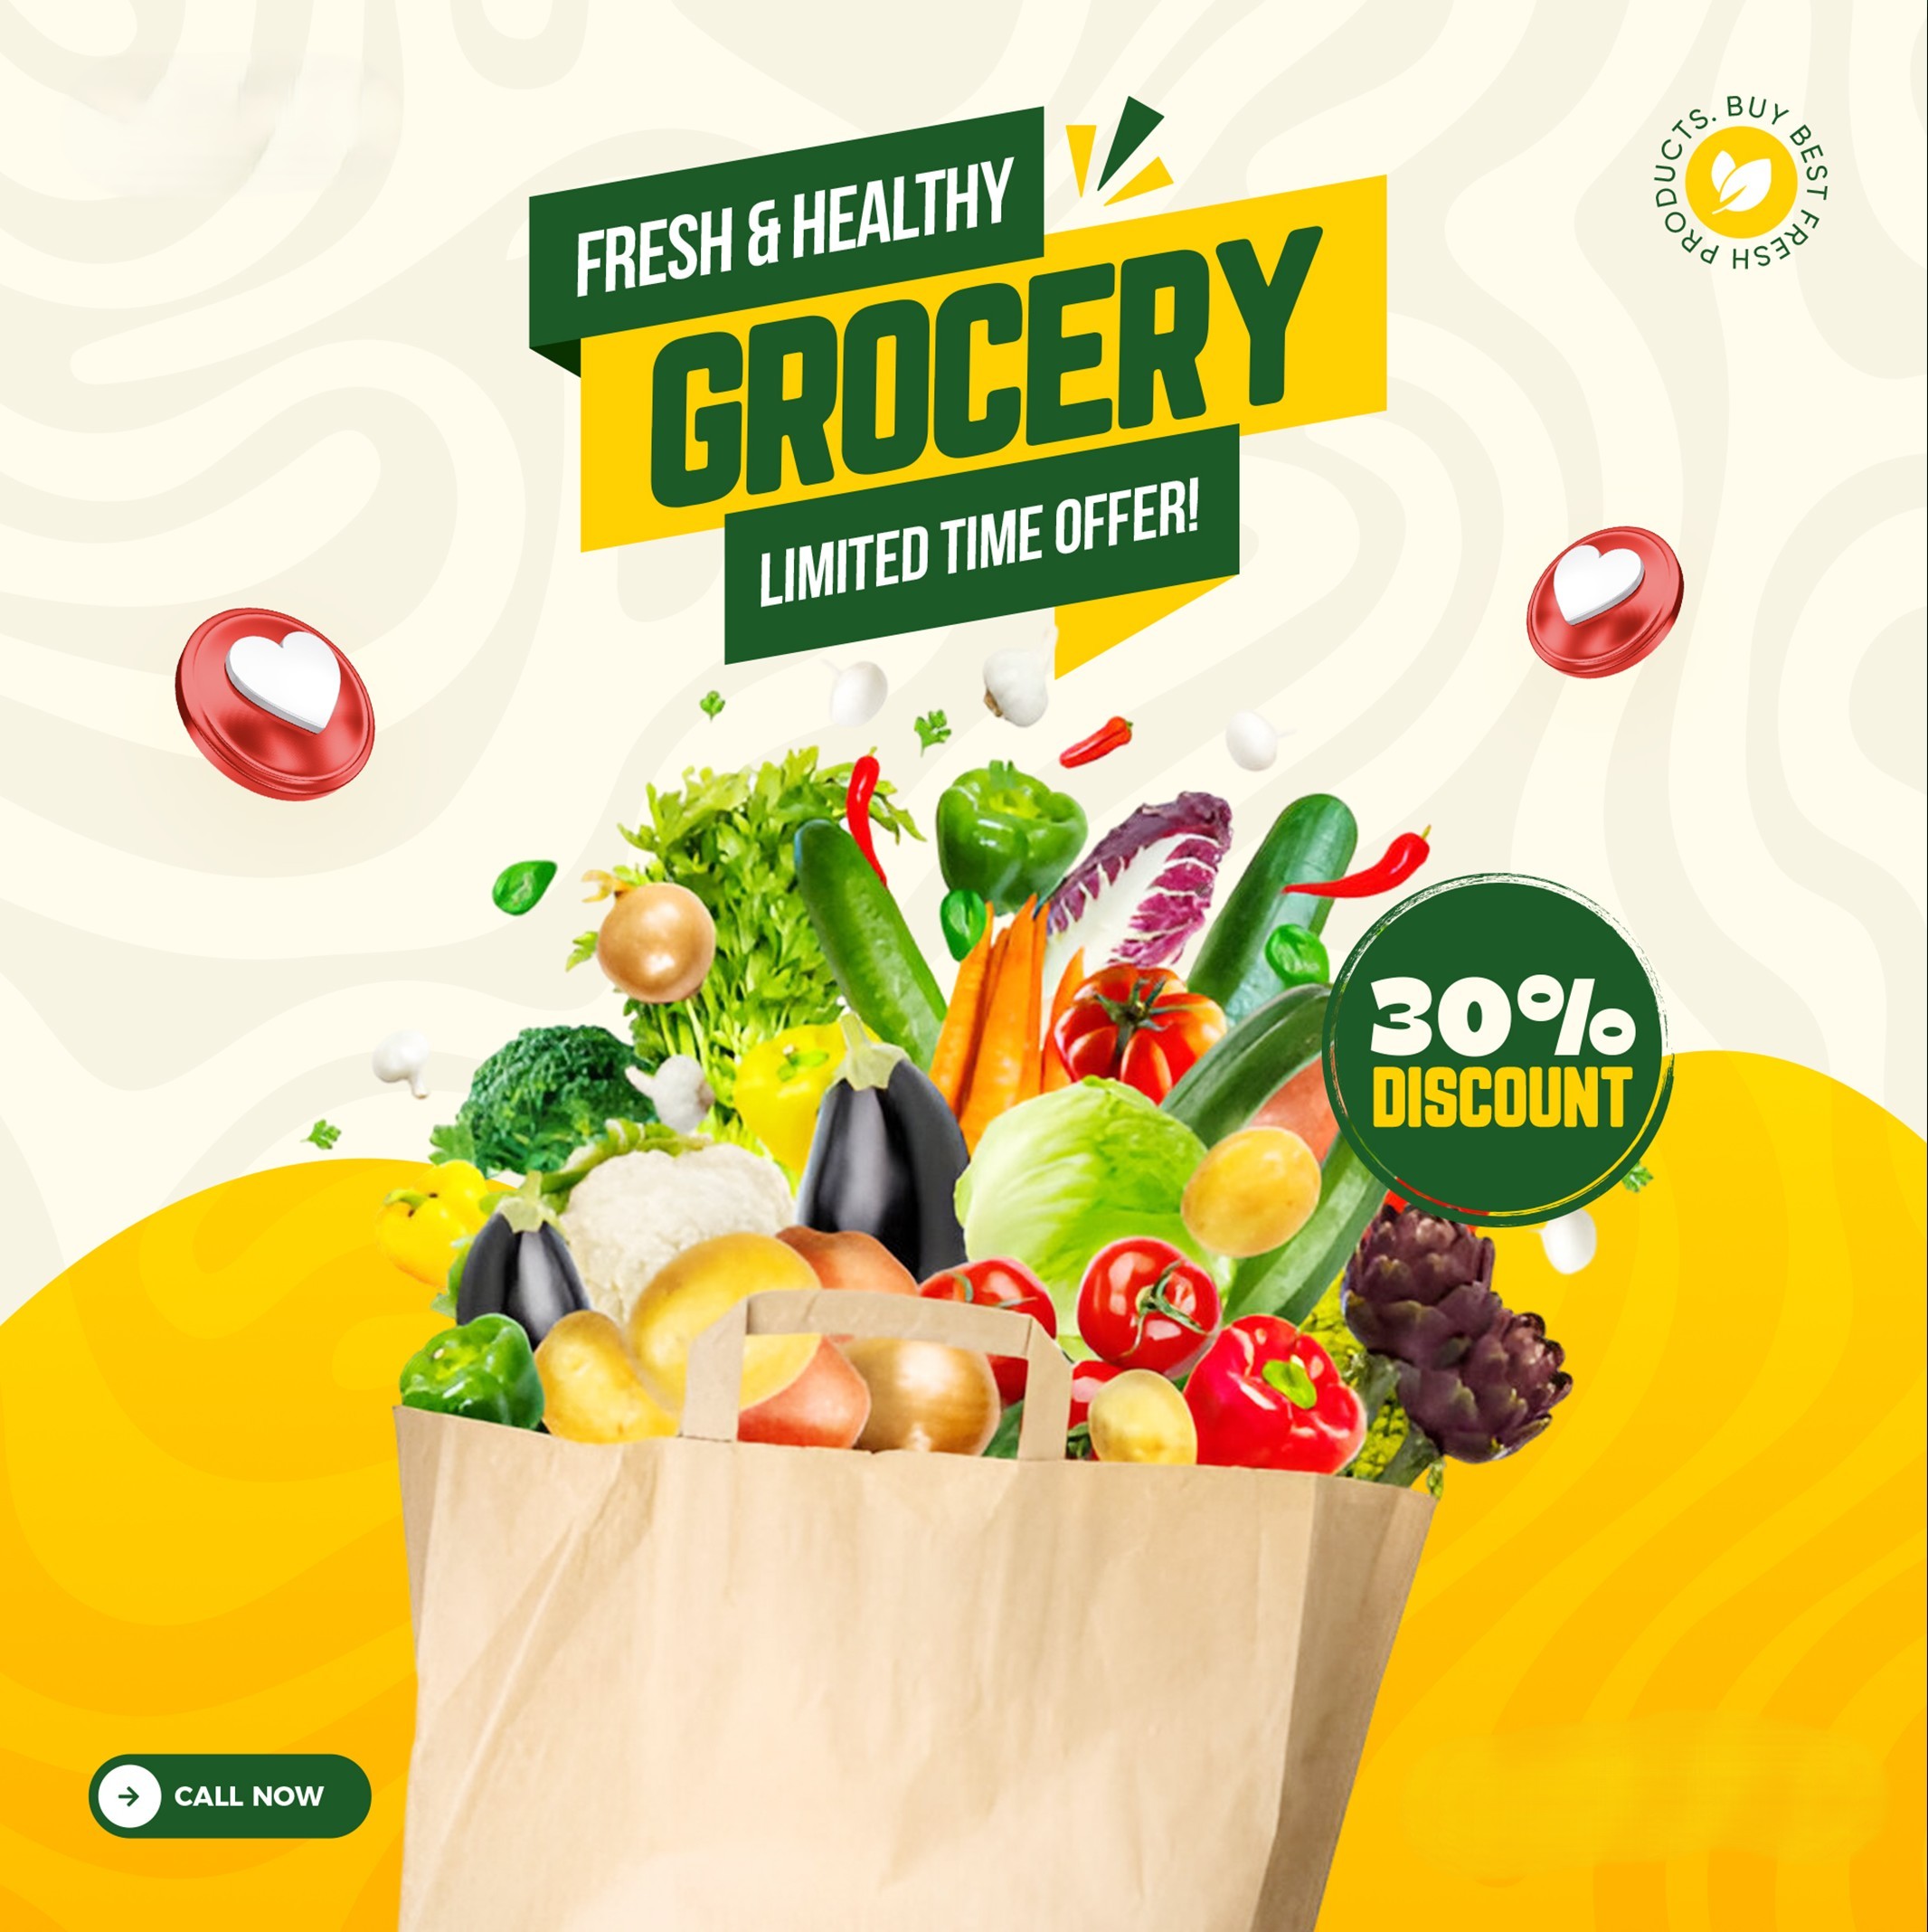 FRESH & HEALTHY
GROCERY
LIMITED TIME OFFER!
PRODUCTS. BUY BEST FRESH
30%
DISCOUNT
CALL NOW